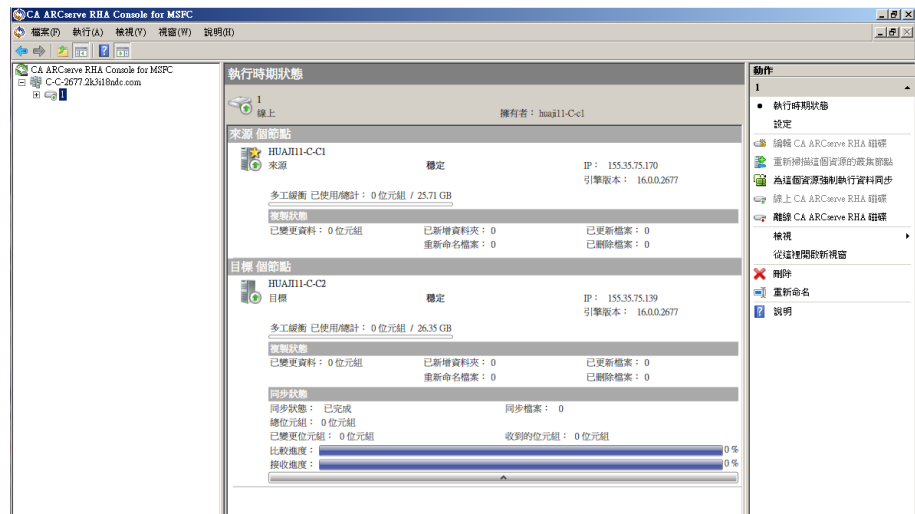 CA ARCserve RHA Console for MSFC
檔案(F) 執行(A) 檢視(V) 視窗(W) 說明(H)
CA ARCserve RHA Console for MSFC
C-C-2677.2k3i18ndc.com
1
執行時期狀態
1
線上 擁有者： huaji11-C-c1
來源 個節點
HUAJI11-C-C1
來源 穩定 IP： 155.35.75.170
引擎版本： 16.0.0.2677
多工緩衝 已使用/總計： 0 位元組 / 25.71 GB
複製狀態
已變更資料： 0 位元組 已新增資料夾： 0 已更新檔案： 0
重新命名檔案： 0 已刪除檔案： 0
目標 個節點
HUAJI11-C-C2
目標 穩定 IP： 155.35.75.139
引擎版本： 16.0.0.2677
多工緩衝 已使用/總計： 0 位元組 / 26.35 GB
複製狀態
已變更資料： 0 位元組 已新增資料夾： 0 已更新檔案： 0
重新命名檔案： 0 已刪除檔案： 0
同步狀態
同步狀態： 已完成 同步檔案： 0
總位元組： 0 位元組
已變更位元組： 0 位元組 收到的位元組： 0 位元組
比較進度： 0 %
接收進度： 0 %
動作
1
執行時期狀態
設定
編輯 CA ARCserve RHA 磁碟
重新掃描這個資源的叢集節點
為這個資源強制執行資料同步
線上 CA ARCserve RHA 磁碟
離線 CA ARCserve RHA 磁碟
檢視
從這裡開啟新視窗
刪除
重新命名
說明